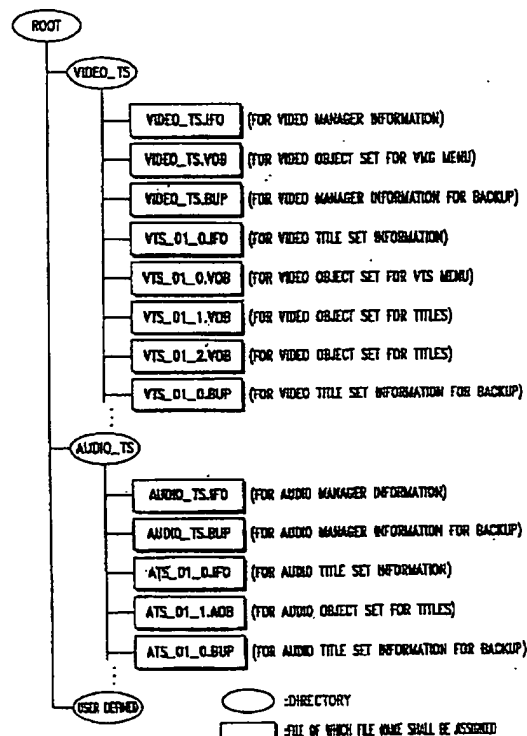 ROOT
VIDEO_TS
VIDEO_TS.IFO (FOR VIDEO MANAGER INFORMATION)
VIDEO_TS.VOB (FOR VIDEO OBJECT SET FOR VMG MENU)
VIDEO_TS.BUP (FOR VIDEO MANAGER INFORMATION FOR BACKUP)
VTS_01_0.IFO (FOR VIDEO TITLE SET INFORMATION)
VTS_01_0.VOB (FOR VIDEO OBJECT SET FOR VTS MENU)
VTS_01_1.VOB (FOR VIDEO OBJECT SET FOR TITLES)
VTS_01_2.VOB (FOR VIDEO OBJECT SET FOR TITLES)
VTS_01_0.BUP (FOR VIDEO TITLE SET INFORMATION FOR BACKUP)
AUDIO_TS
AUDIO_TS.IFO (FOR AUDIO MANAGER INFORMATION)
AUDIO_TS.BUP (FOR AUDIO MANAGER INFORMATION FOR BACKUP)
ATS_01_0.IFO (FOR AUDIO TITLE SET INFORMATION)
ATS_01_1.AOB (FOR AUDIO OBJECT SET FOR TITLES)
ATS_01_0.BUP (FOR AUDIO TITLE SET INFORMATION FOR BACKUP)
USER DEFINED
:DIRECTORY
:FILE OF WHICH FILE NAME SHALL BE ASSIGNED